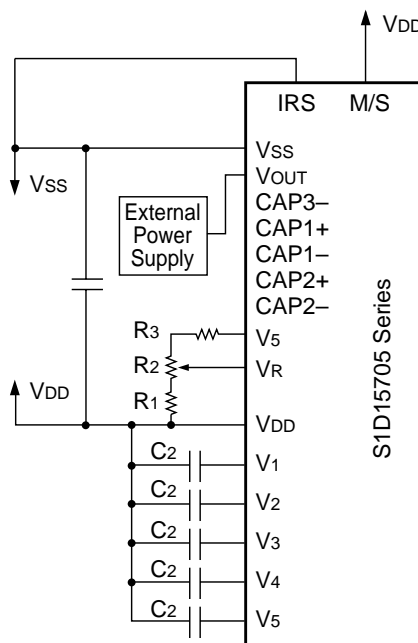 VDD
IRS M/S
VSS
VSS
VOUT
External
Power
Supply
CAP3–
CAP1+
CAP1–
CAP2+
CAP2–
R3
V5
R2
VR
R1
VDD
VDD
C2
V1
C2
V2
C2
V3
C2
V4
C2
V5
S1D15705 Series